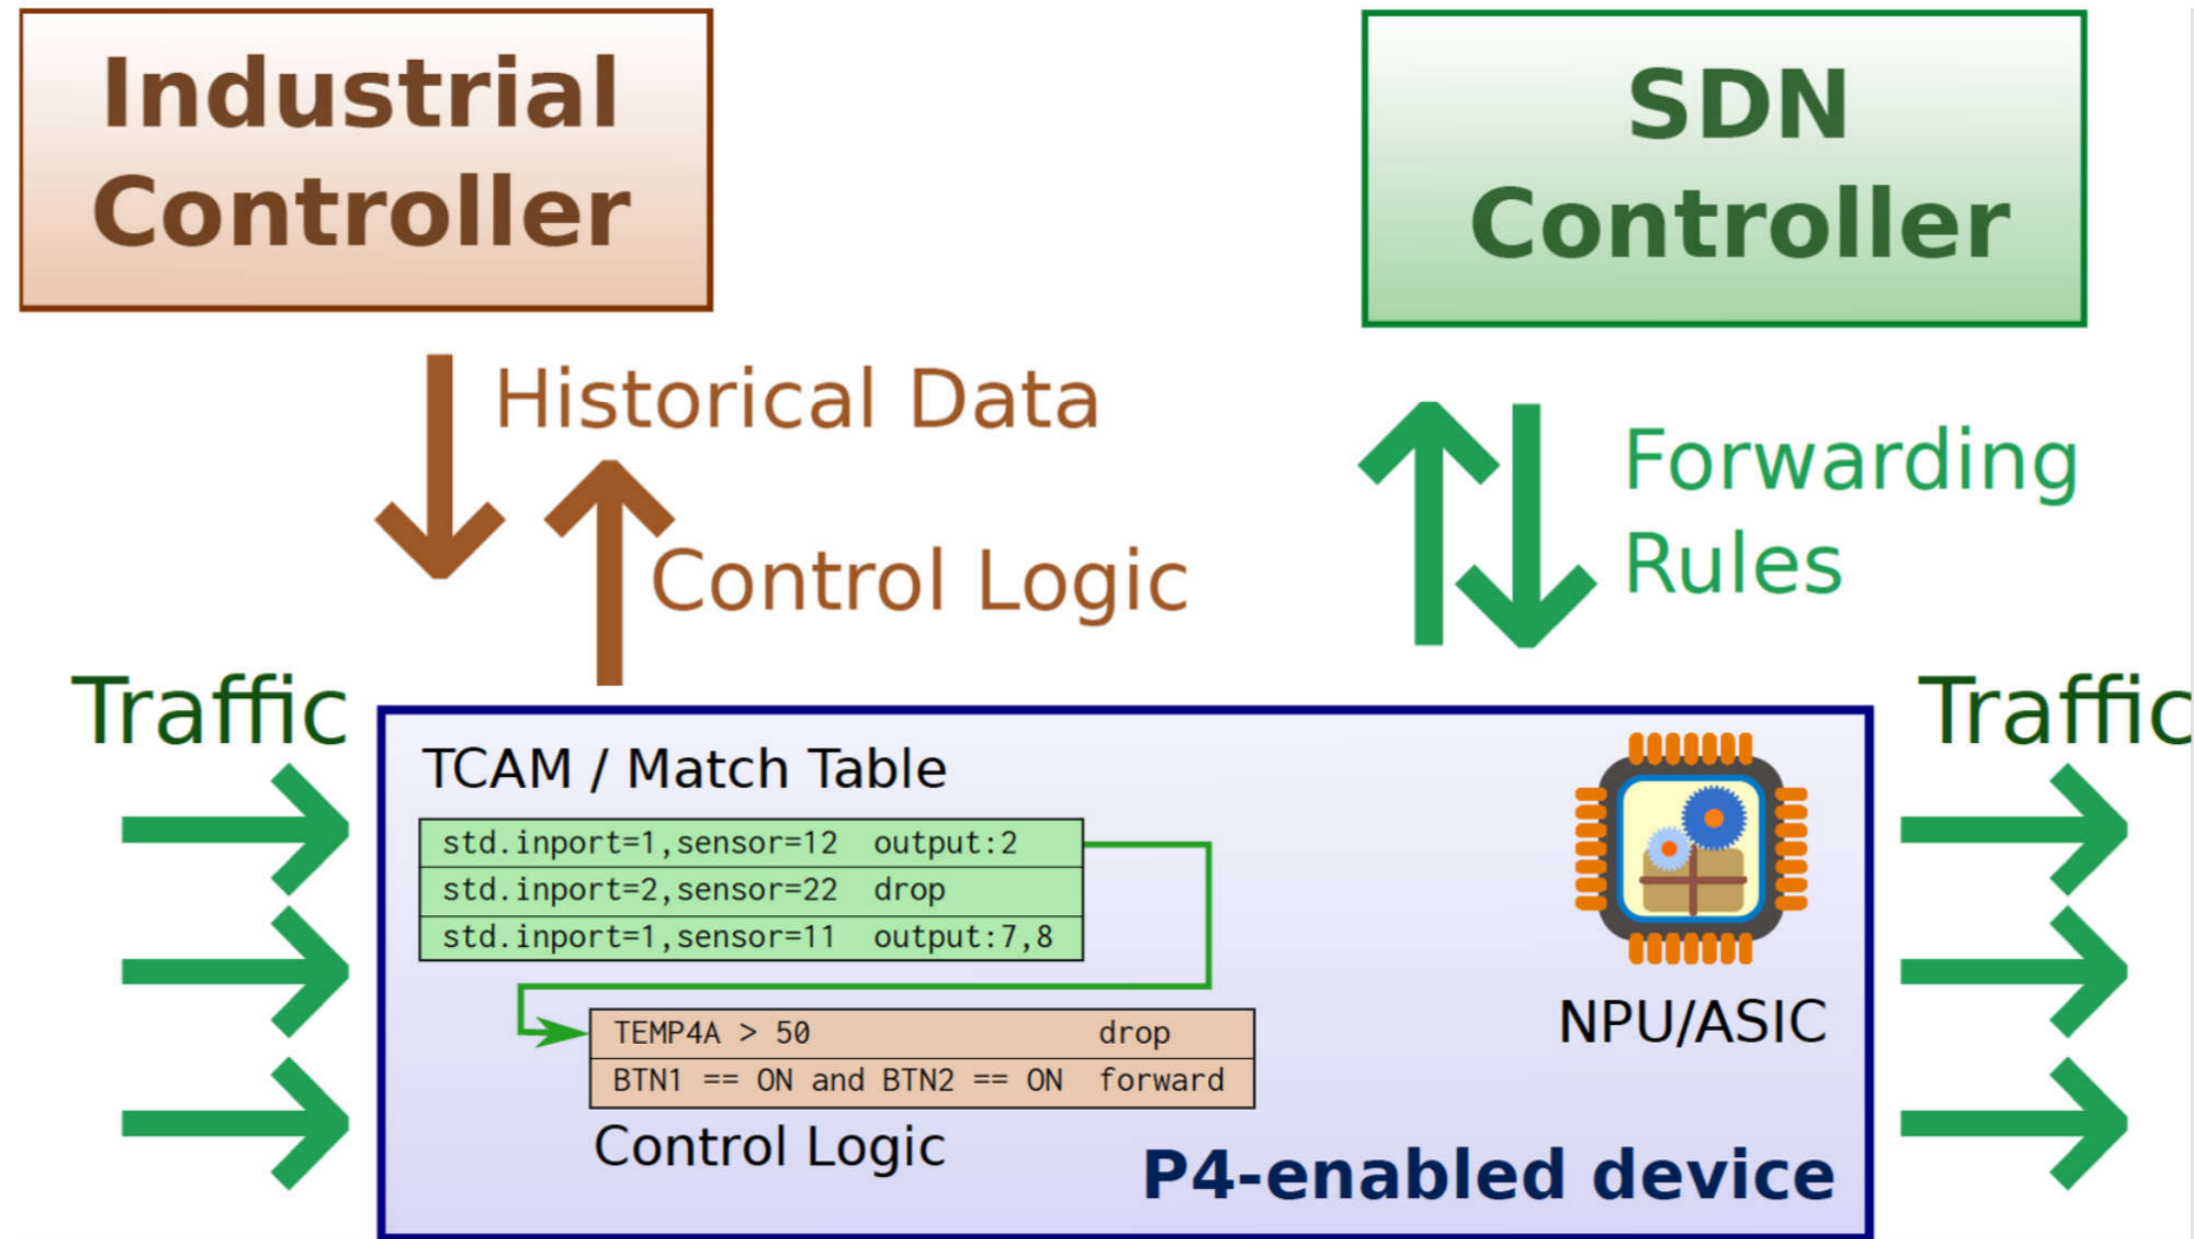 Industrial
Controller
SDN
Controller
Historical Data
Control Logic
Forwarding
Rules
Traffic
Traffic
TCAM / Match Table
std.inport=1,sensor=12 output:2
std.inport=2,sensor=22 drop
std.inport=1,sensor=11 output:7,8
TEMP4A > 50 drop
BTN1 == ON and BTN2 == ON forward
Control Logic
NPU/ASIC
P4-enabled device